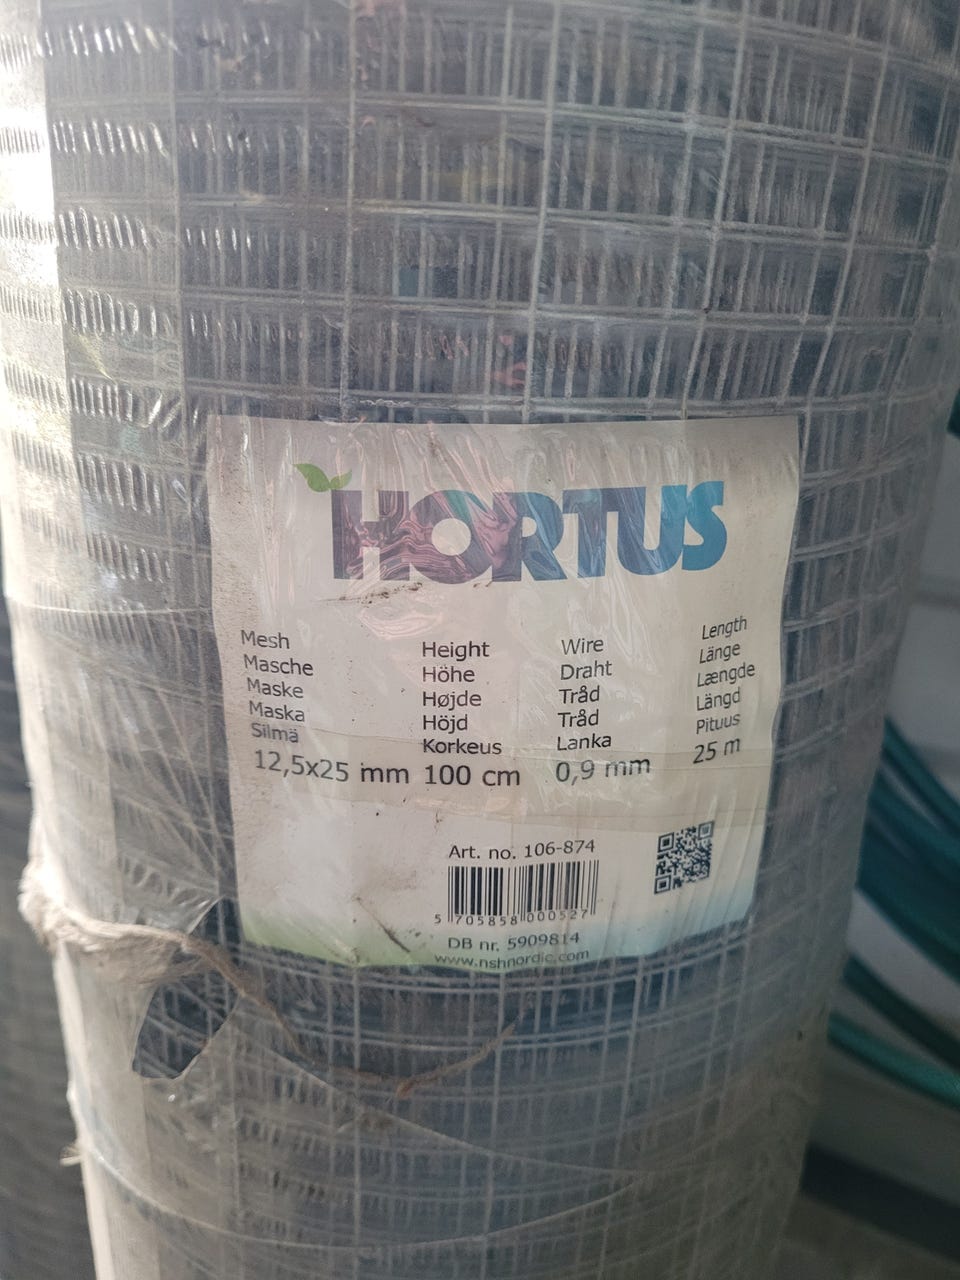 HORTUS
Mesh Height Wire Length
Masche Höhe Draht Länge
Maske Højde Tråd Længde
Maska Höjd Tråd Längd
Silmä Korkeus Lanka Pituus
12,5x25 mm 100 cm 0,9 mm 25 m
Art. no. 106-874
5 705858 000527
DB nr. 5909814
www.nshnordic.com